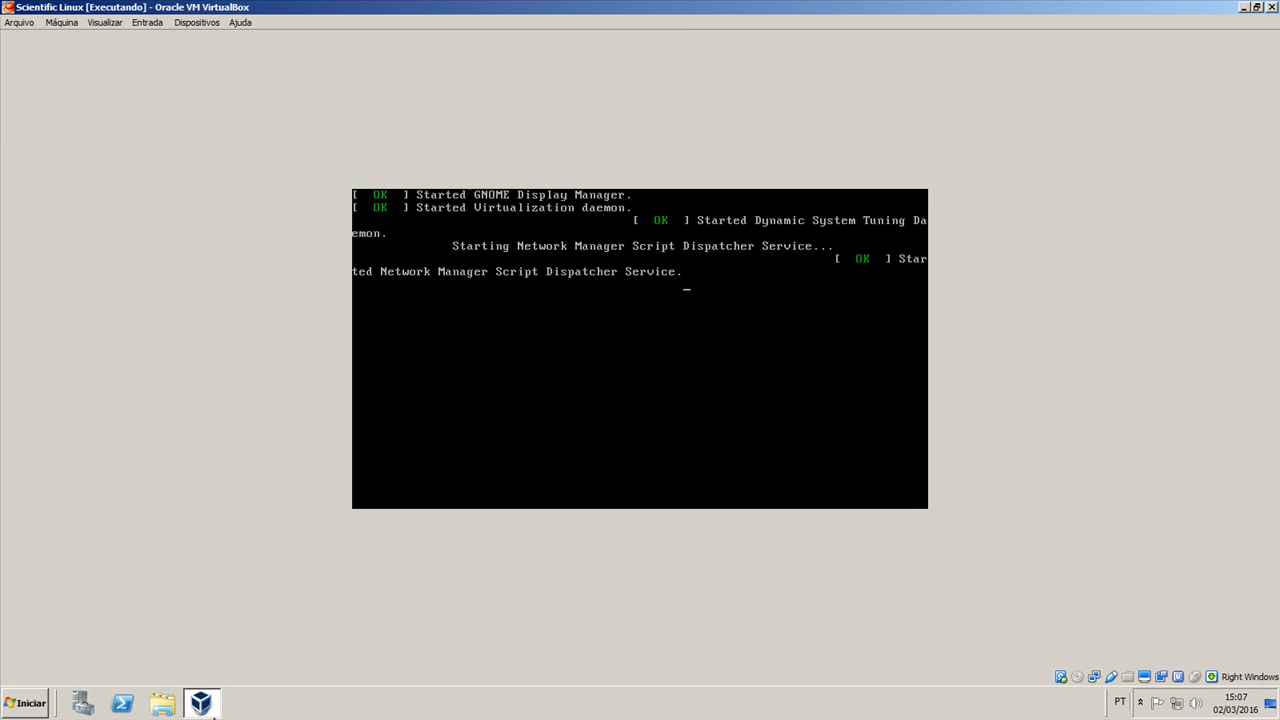 Scientific Linux [Executando] - Oracle VM VirtualBox
Arquivo Máquina Visualizar Entrada Dispositivos Ajuda
[ OK ] Started GNOME Display Manager.
[ OK ] Started Virtualization daemon.
[ OK ] Started Dynamic System Tuning Da
emon.
Starting Network Manager Script Dispatcher Service...
[ OK ] Star
ted Network Manager Script Dispatcher Service.
_
Right Windows
Iniciar
PT
15:07
02/03/2016